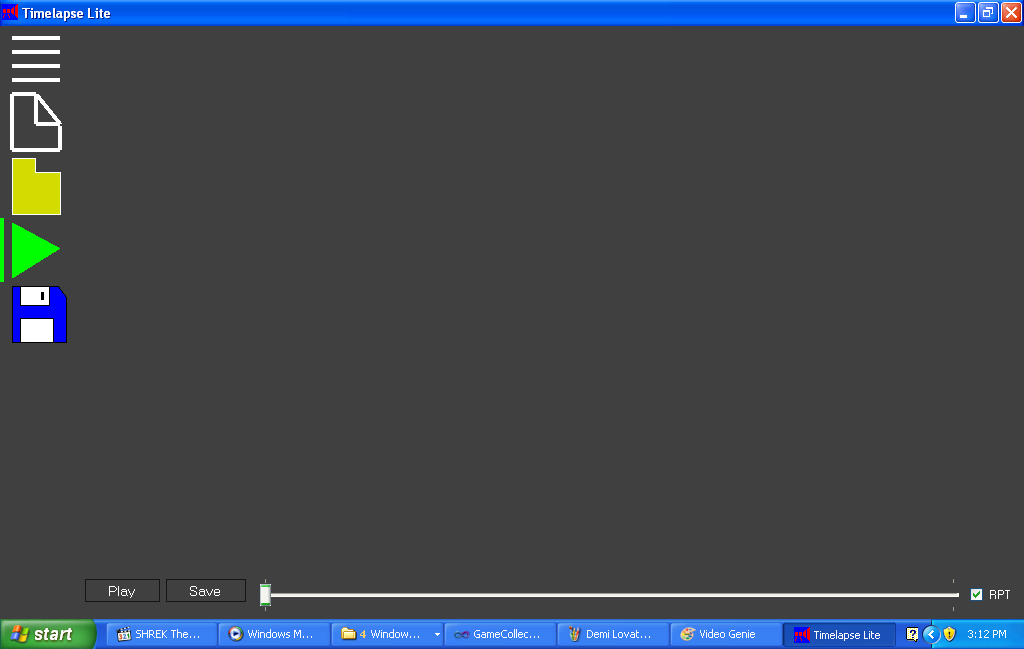 Timelapse Lite
Play
Save
RPT
start
SHREK The...
Windows M...
4 Window...
GameCollec...
Demi Lovat...
Video Genie
Timelapse Lite
3:12 PM